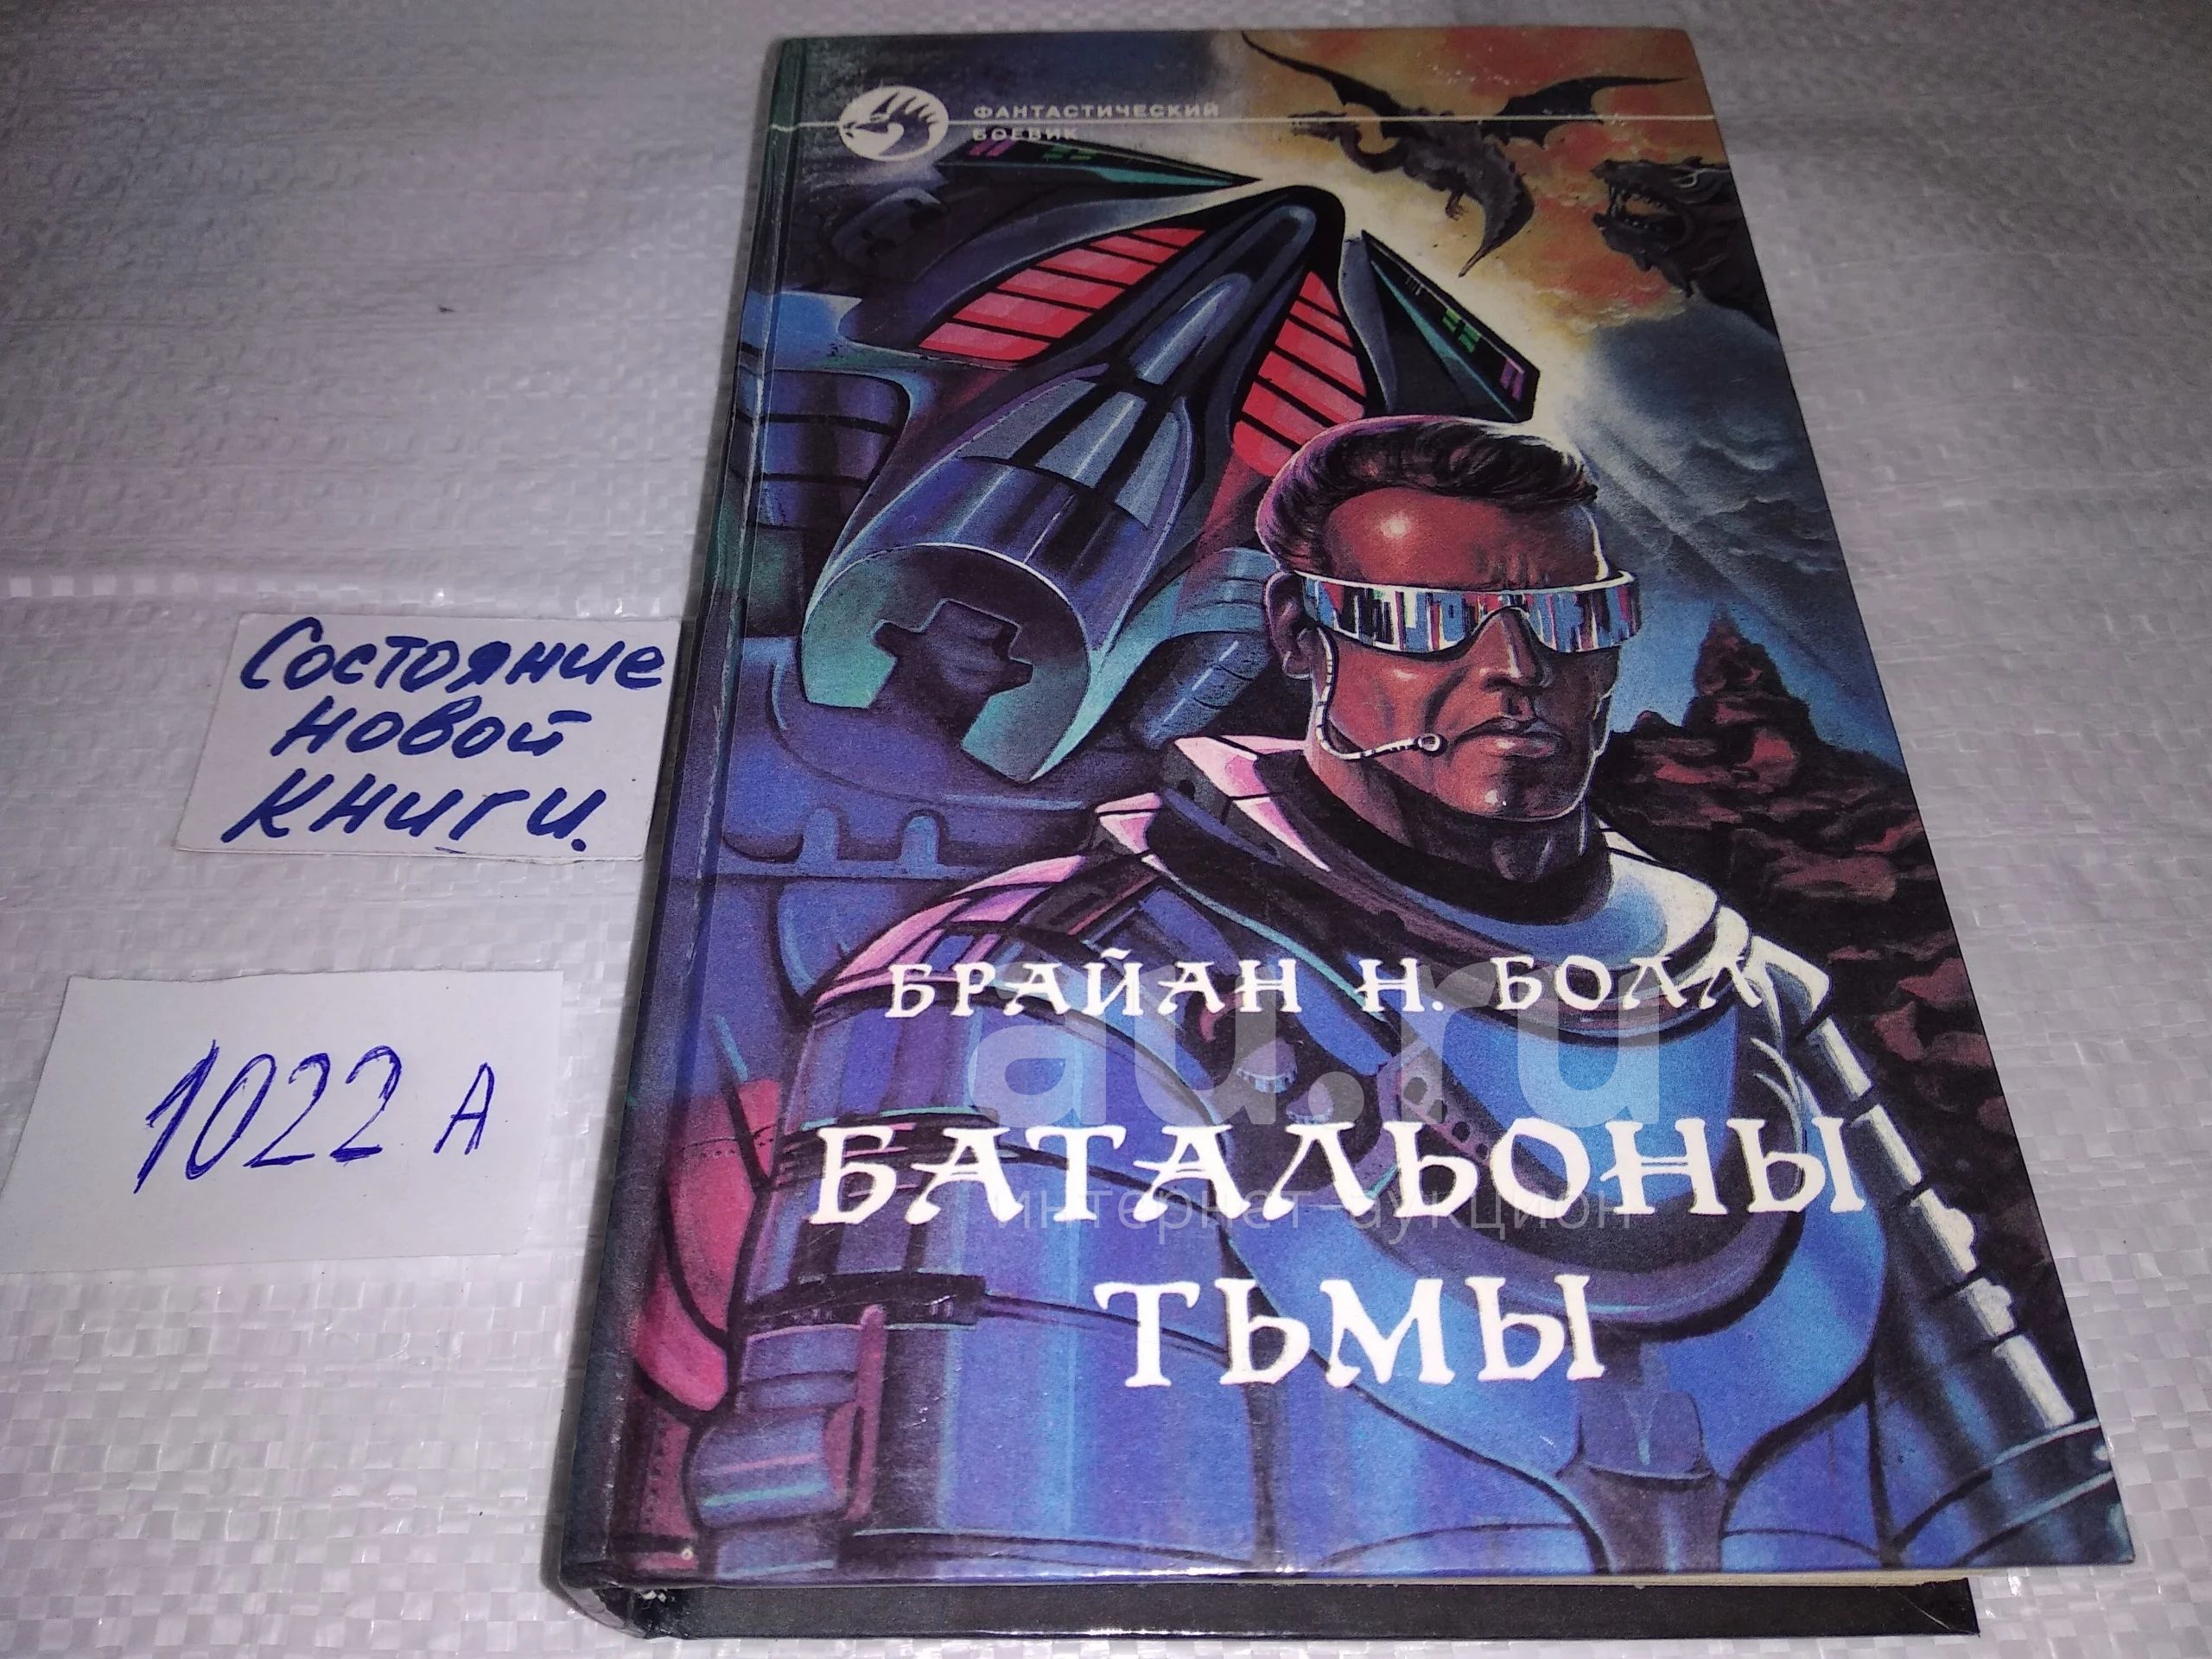 ФАНТАСТИЧЕСКИЙ
БОЕВИК
Состояние
новой
книги.
1022 А
БРАЙАН Н. БОЛЛ
au.ru
БАТАЛЬОНЫ
интернет-аукцион
ТЬМЫ